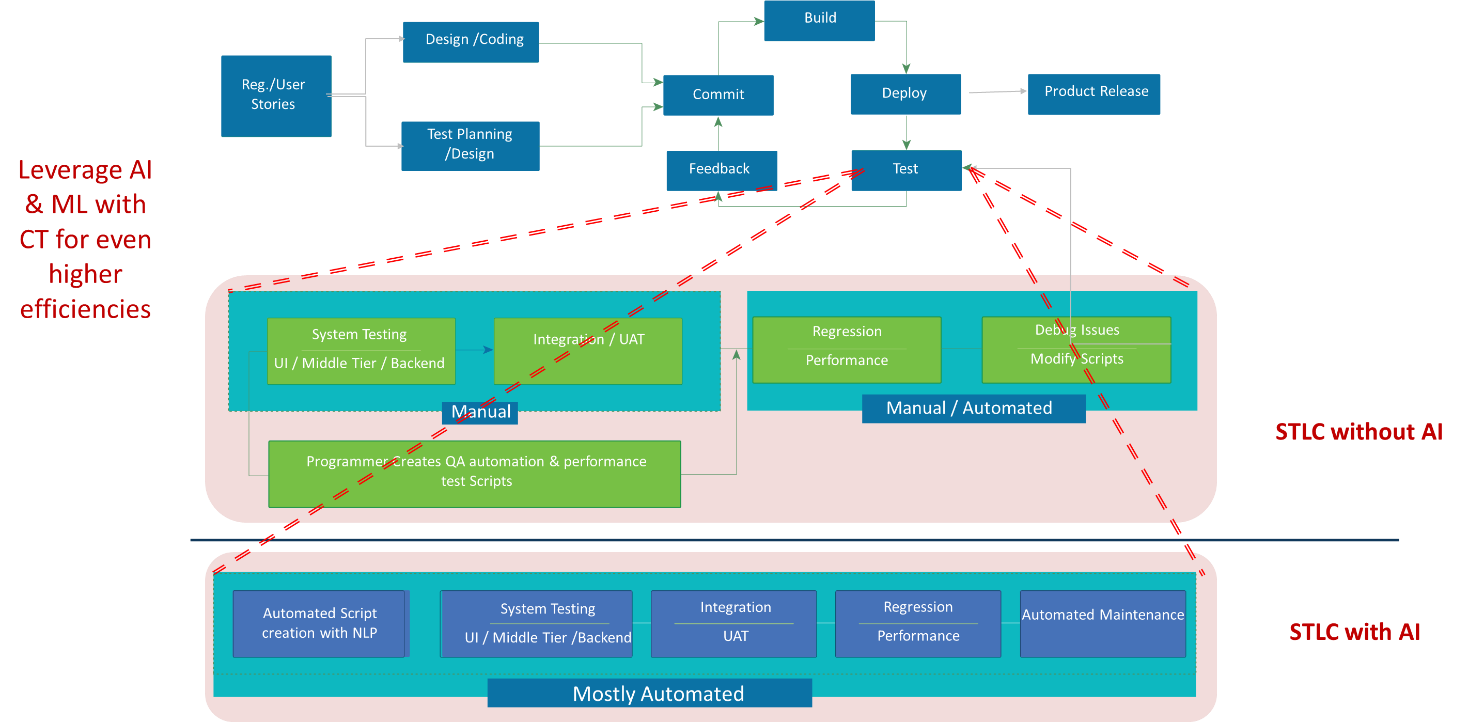 Build
Design /Coding
Reg./User
Stories
Commit
Deploy
Product Release
Test Planning
/Design
Feedback
Test
Leverage AI
& ML with
CT for even
higher
efficiencies
System Testing
UI / Middle Tier / Backend
Integration / UAT
Regression
Performance
Debug Issues
Modify Scripts
Manual
Manual / Automated
STLC without AI
Programmer Creates QA automation & performance
test Scripts
Automated Script
creation with NLP
System Testing
UI / Middle Tier /Backend
Integration
UAT
Regression
Performance
Automated Maintenance
STLC with AI
Mostly Automated